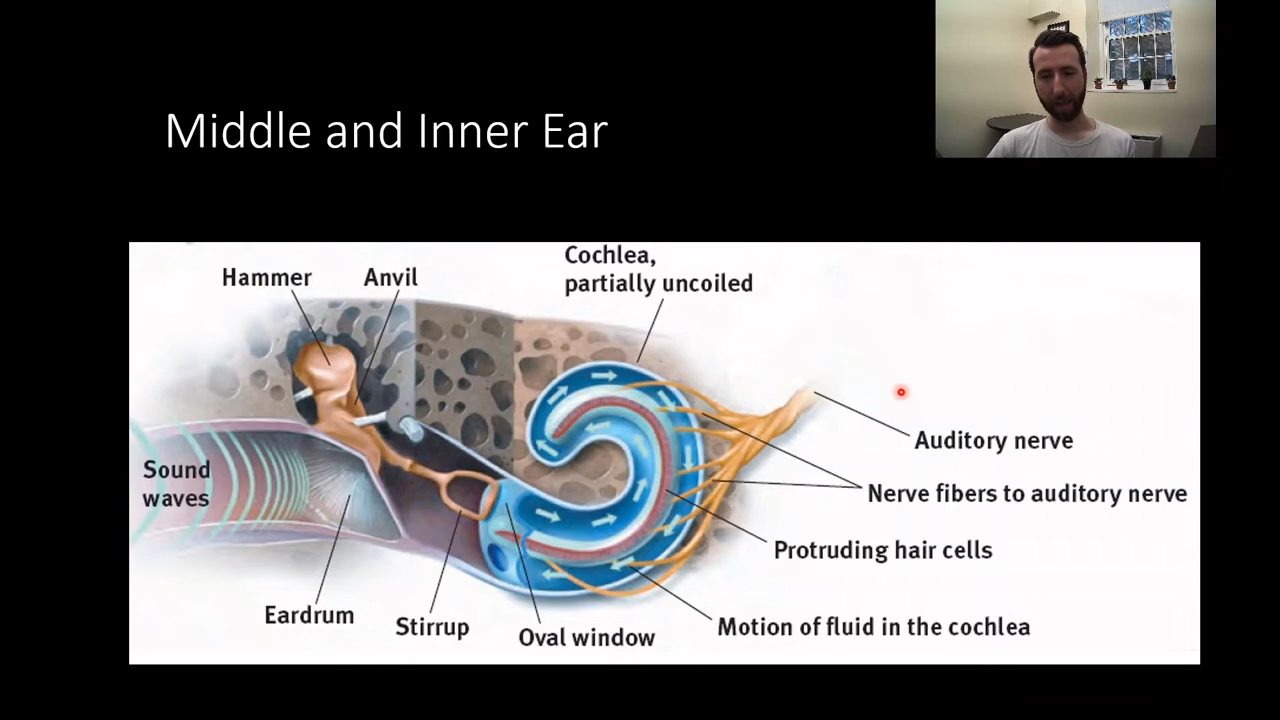 Middle and Inner Ear
Cochlea,
partially uncoiled
Hammer
Anvil
Sound
waves
Auditory nerve
Nerve fibers to auditory nerve
Protruding hair cells
Eardrum
Stirrup
Oval window
Motion of fluid in the cochlea